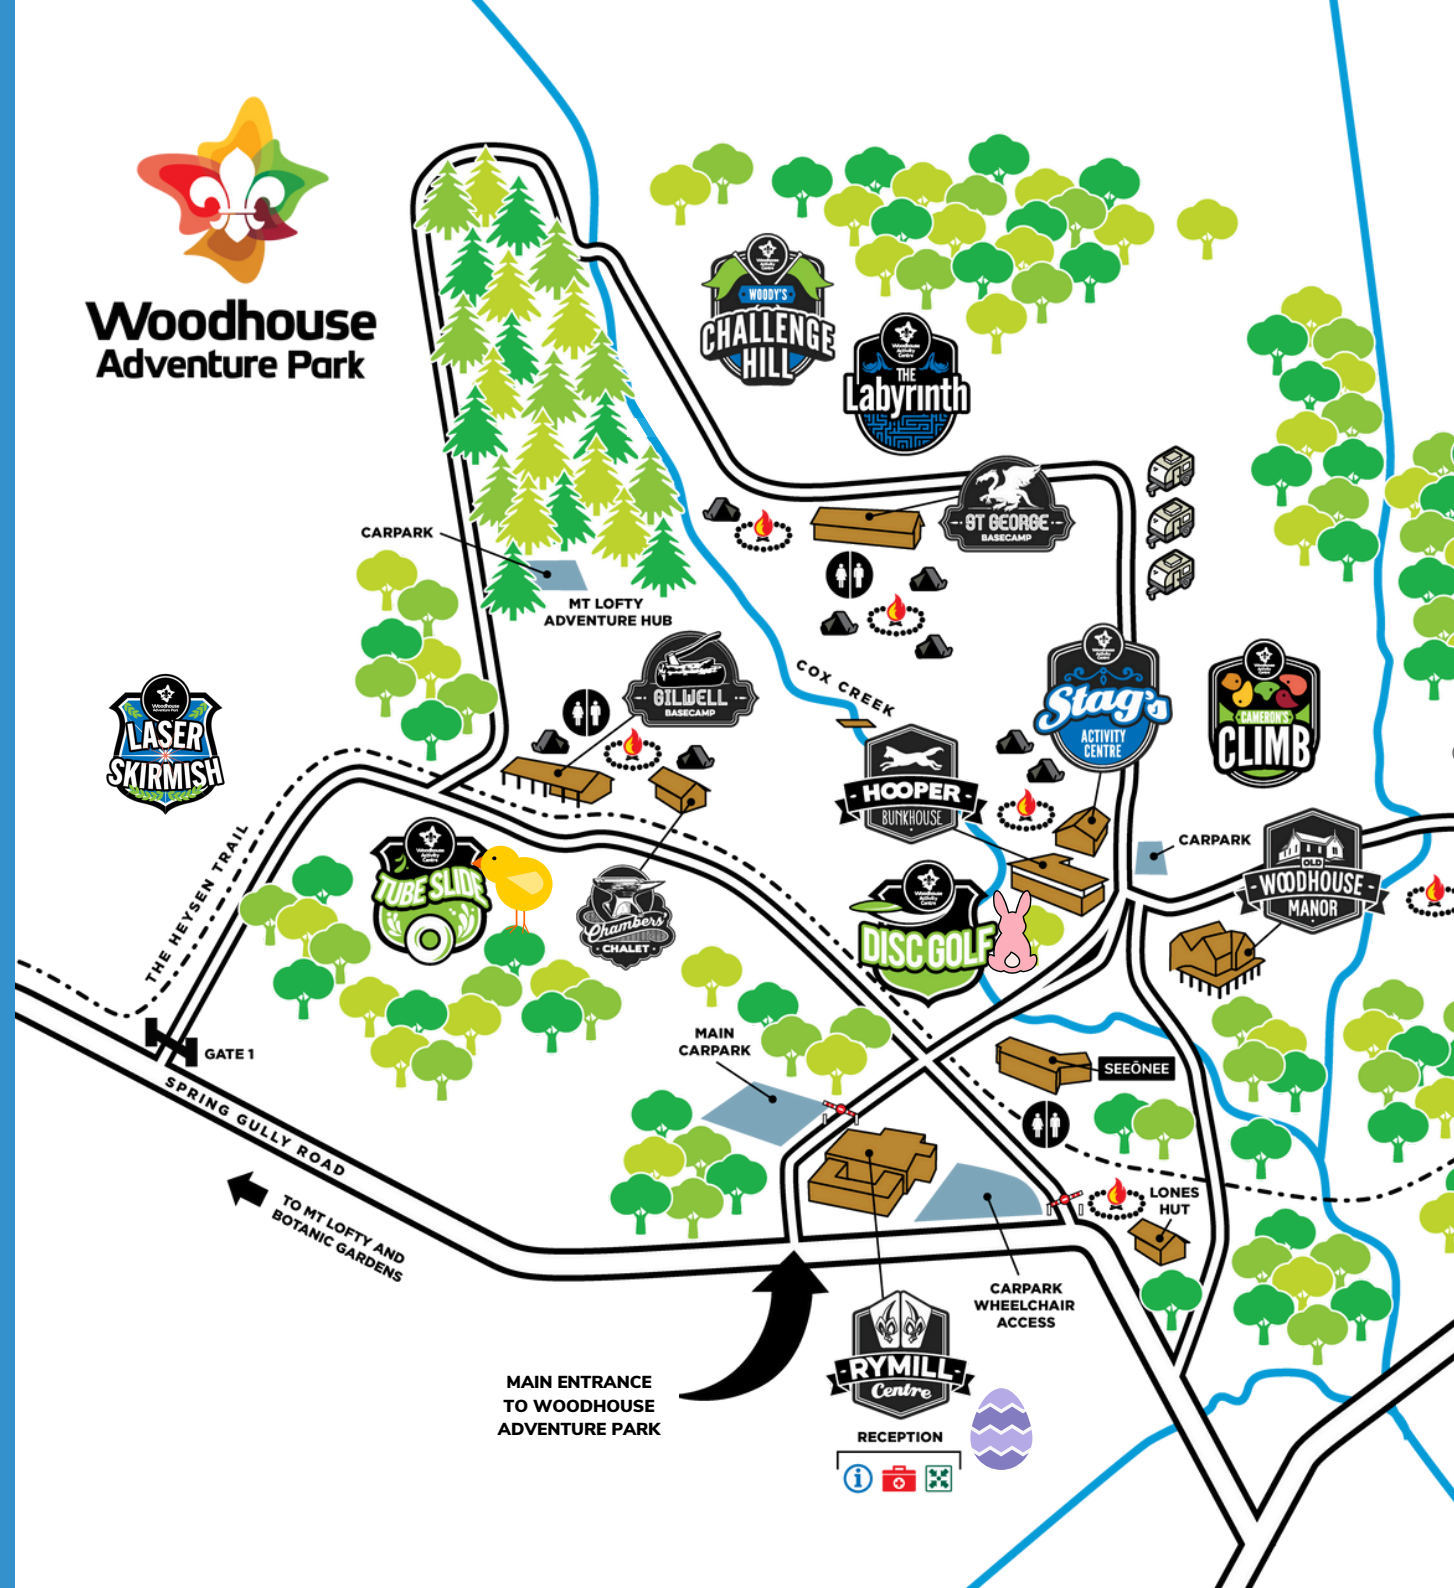 Woodhouse
Adventure Park
WOODY'S
CHALLENGE
HILL
THE
Labyrinth
ST GEORGE
BASECAMP
CARPARK
MT LOFTY
ADVENTURE HUB
GILWELL
BASECAMP
COX CREEK
Stag's
ACTIVITY
CENTRE
CAMERON'S
CLIMB
LASER
SKIRMISH
HOOPER
BUNKHOUSE
CARPARK
OLD
WOODHOUSE
MANOR
THE HEYSEN TRAIL
TUBE SLIDE
Chambers'
CHALET
DISC GOLF
MAIN
CARPARK
GATE 1
SEEŌNEE
SPRING GULLY ROAD
LONES
HUT
TO MT LOFTY AND
BOTANIC GARDENS
CARPARK
WHEELCHAIR
ACCESS
MAIN ENTRANCE
TO WOODHOUSE
ADVENTURE PARK
RYMILL
Centre
RECEPTION